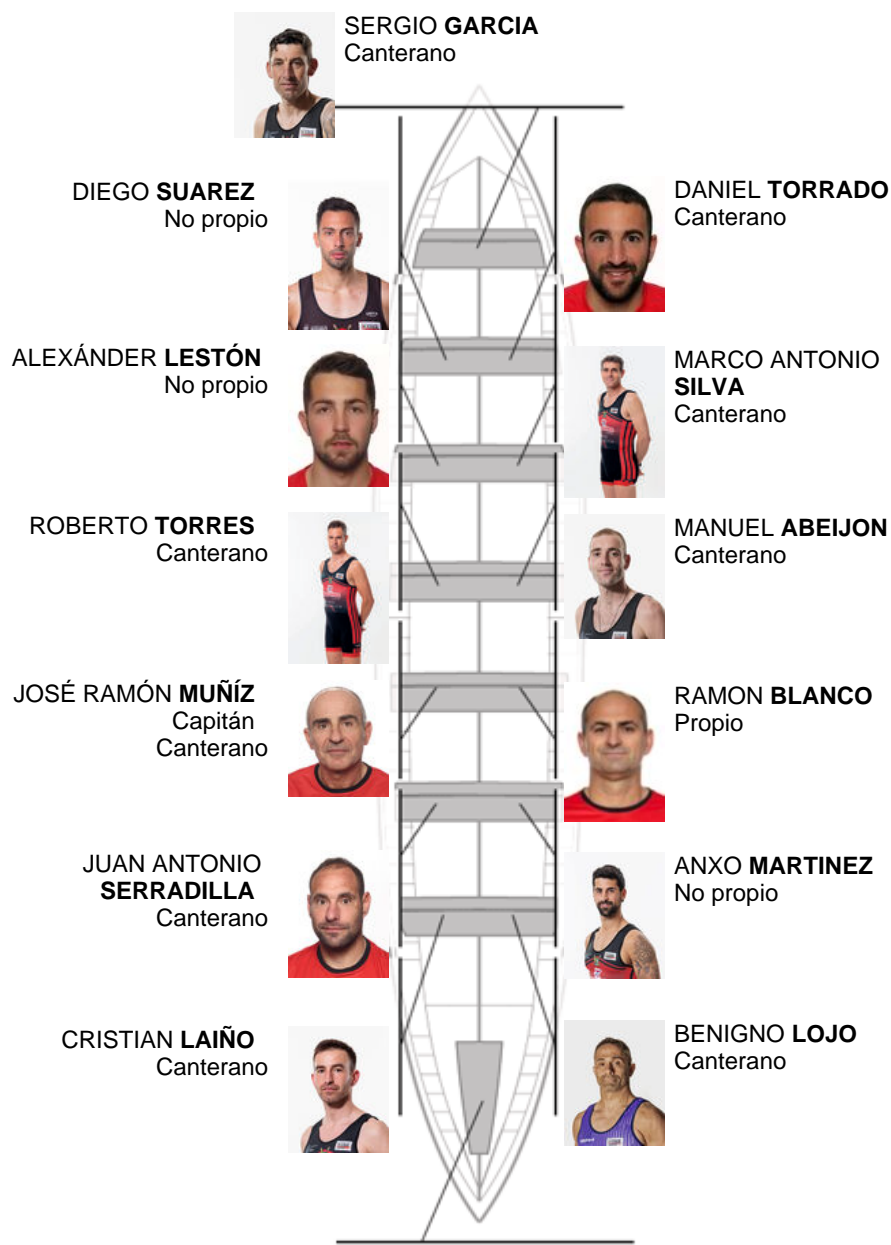 SERGIO GARCIA
Canterano
DIEGO SUAREZ
No propio
DANIEL TORRADO
Canterano
ALEXÁNDER LESTÓN
No propio
MARCO ANTONIO
SILVA
Canterano
ROBERTO TORRES
Canterano
MANUEL ABEIJON
Canterano
JOSÉ RAMÓN MUÑÍZ
Capitán
Canterano
RAMON BLANCO
Propio
JUAN ANTONIO
SERRADILLA
Canterano
ANXO MARTINEZ
No propio
CRISTIAN LAIÑO
Canterano
BENIGNO LOJO
Canterano